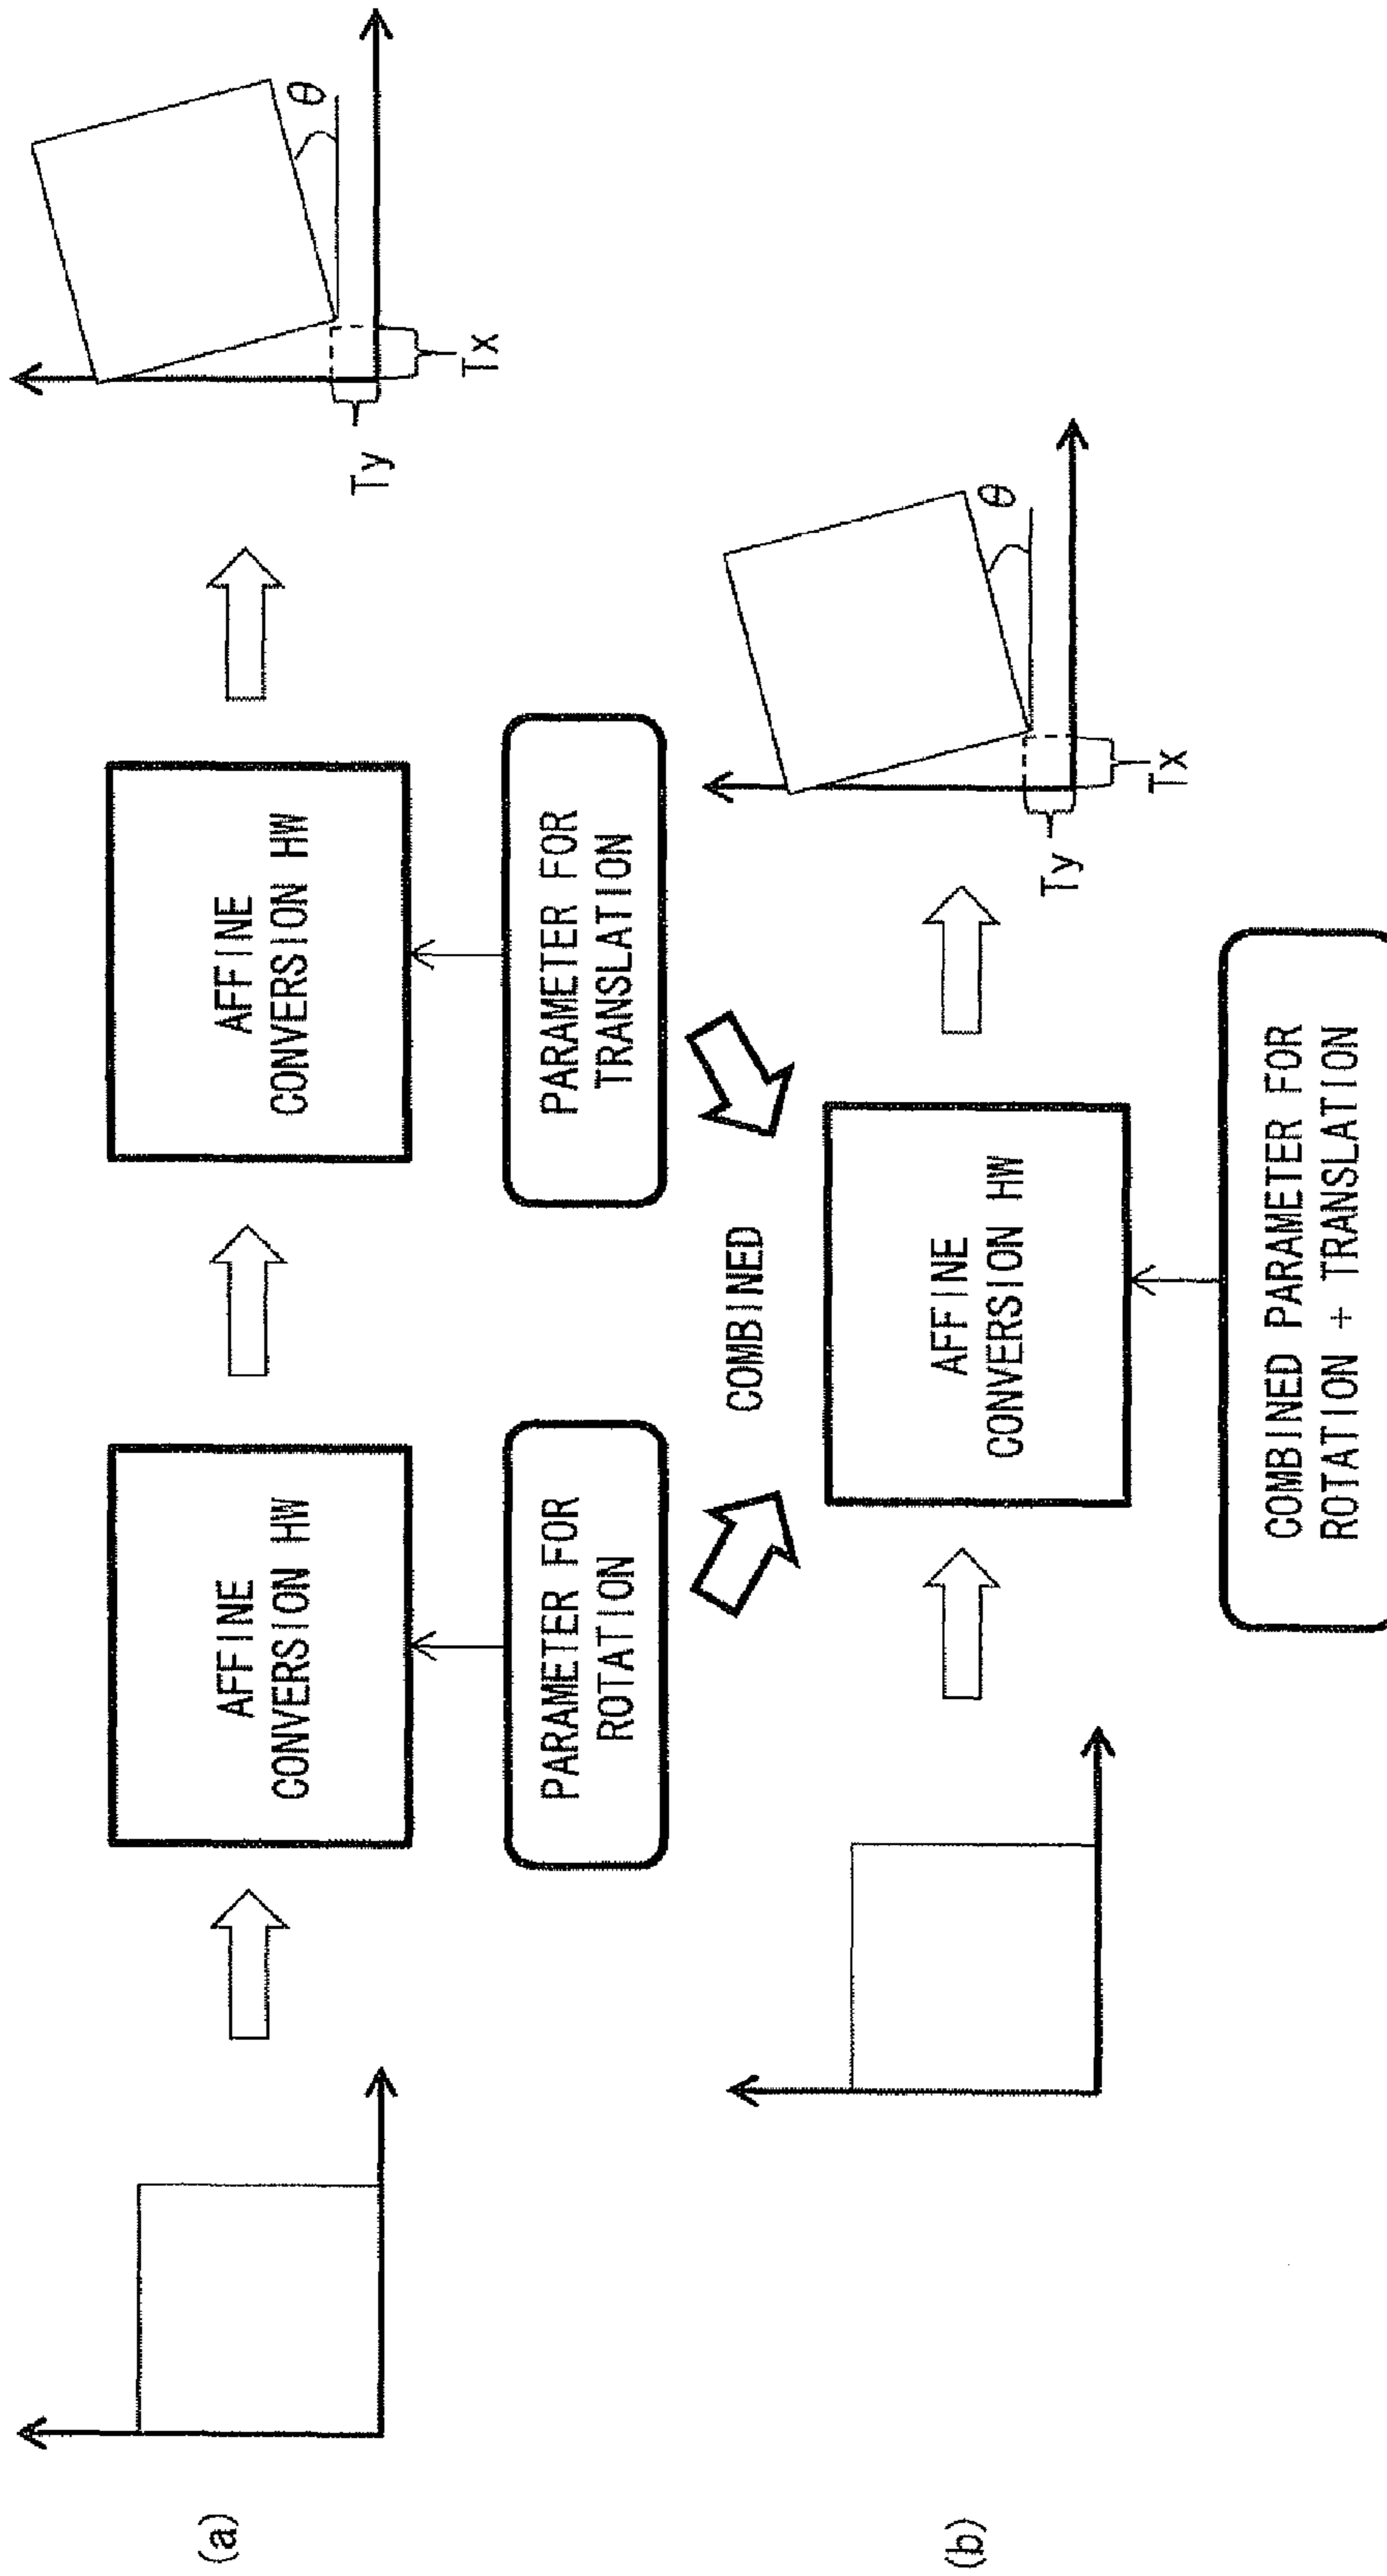 (a)
AFFINE
CONVERSION HW
AFFINE
CONVERSION HW
PARAMETER FOR
ROTATION
PARAMETER FOR
TRANSLATION
θ
Ty
Tx
COMBINED
(b)
AFFINE
CONVERSION HW
COMBINED PARAMETER FOR
ROTATION + TRANSLATION
θ
Ty
Tx